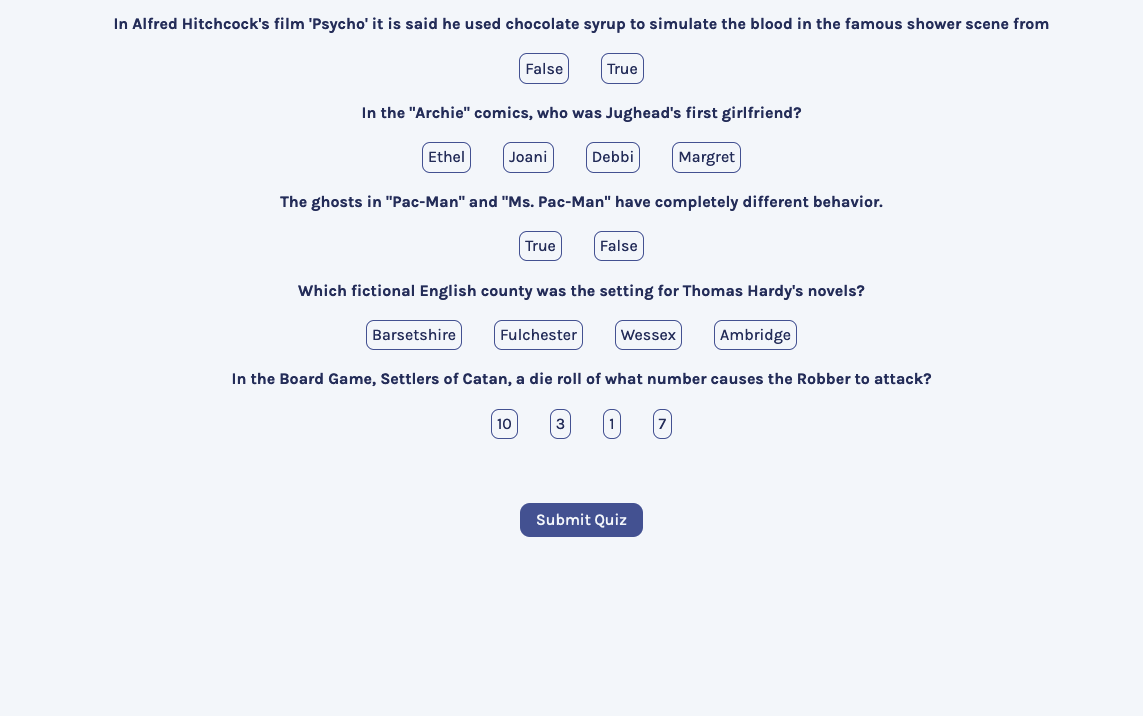 In Alfred Hitchcock's film 'Psycho' it is said he used chocolate syrup to simulate the blood in the famous shower scene from
False True
In the "Archie" comics, who was Jughead's first girlfriend?
Ethel Joani Debbi Margret
The ghosts in "Pac-Man" and "Ms. Pac-Man" have completely different behavior.
True False
Which fictional English county was the setting for Thomas Hardy's novels?
Barsetshire Fulchester Wessex Ambridge
In the Board Game, Settlers of Catan, a die roll of what number causes the Robber to attack?
10 3 1 7
Submit Quiz